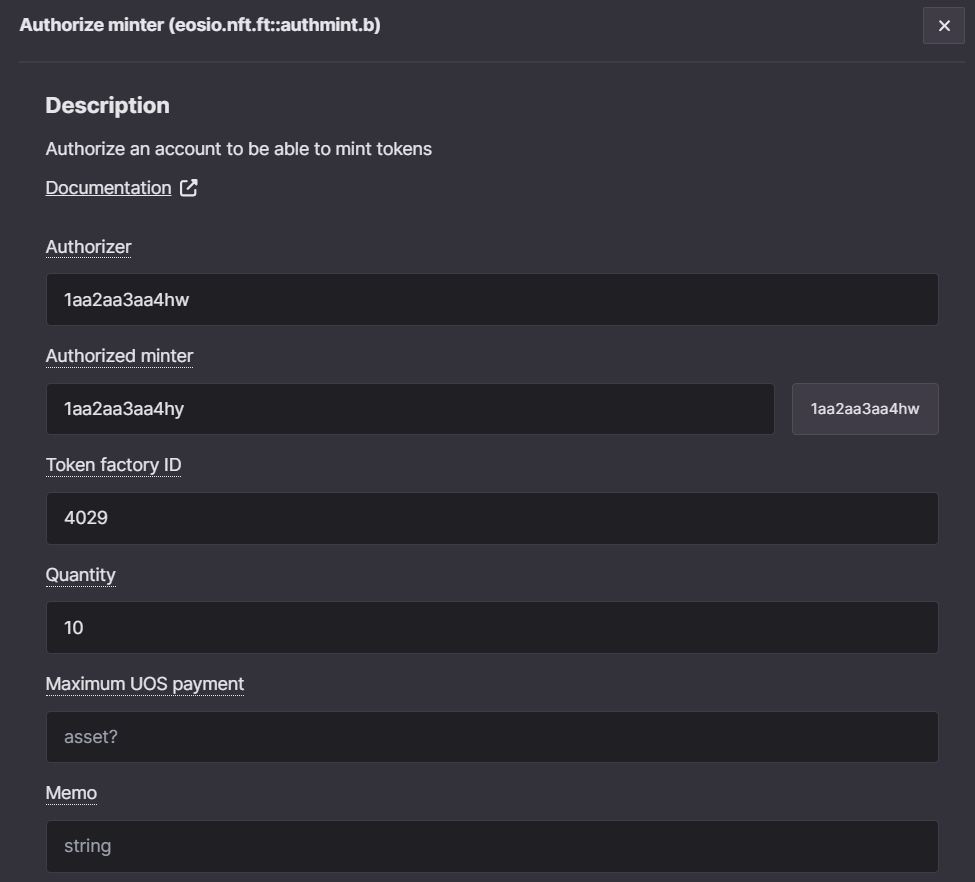 Authorize minter (eosio.nft.ft::authmint.b)
Description
Authorize an account to be able to mint tokens
Documentation
Authorizer
1aa2aa3aa4hw
Authorized minter
1aa2aa3aa4hy
1aa2aa3aa4hw
Token factory ID
4029
Quantity
10
Maximum UOS payment
asset?
Memo
string